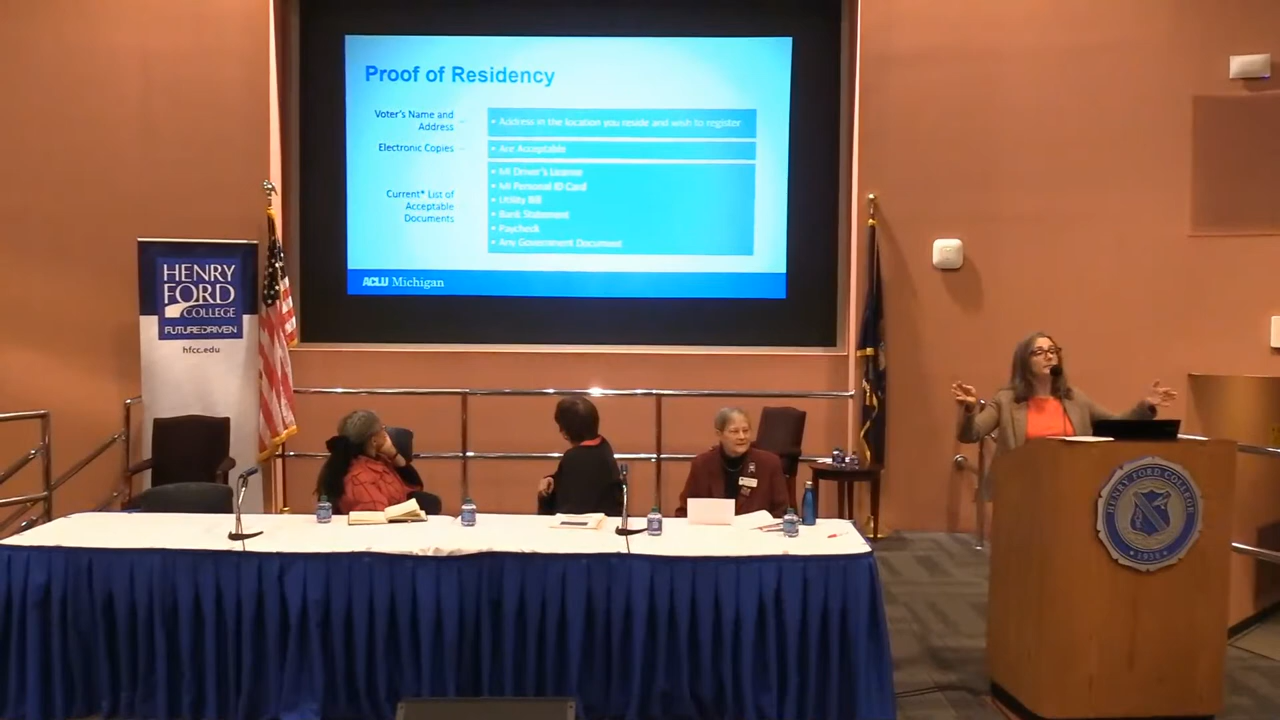 Proof of Residency
Voter's Name and
Address
• Address in the location you reside and wish to register
Electronic Copies
• Are Acceptable
Current* List of
Acceptable
Documents
• MI Driver's License
• MI Personal ID Card
• Utility Bill
• Bank Statement
• Paycheck
• Any Government Document
ACLU Michigan
HENRY
FORD
COLLEGE
FUTUREDRIVEN
hfcc.edu
HENRY FORD COLLEGE
• 1938 •